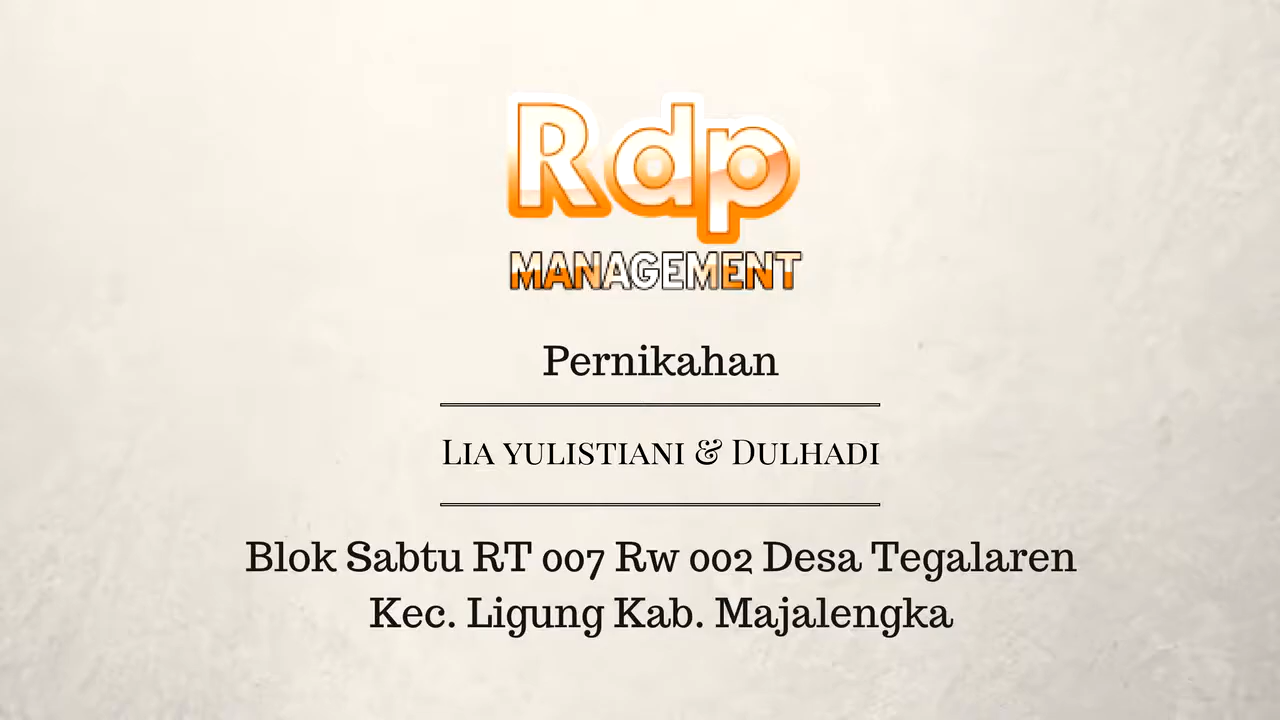 Rdp
MANAGEMENT
Pernikahan
Lia yulistiani & Dulhadi
Blok Sabtu RT 007 Rw 002 Desa Tegalaren
Kec. Ligung Kab. Majalengka